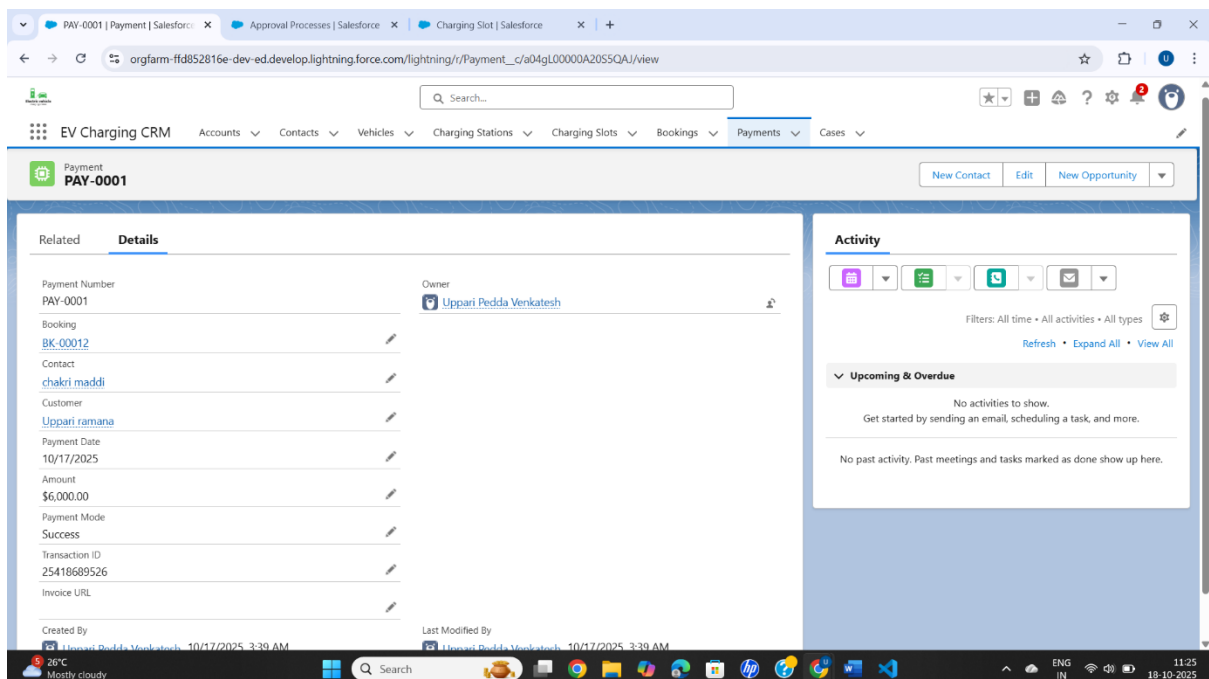 PAY-0001 | Payment | Salesforce
Approval Processes | Salesforce
Charging Slot | Salesforce
orgfarm-ffd852816e-dev-ed.develop.lightning.force.com/lightning/r/Payment__c/a04gL00000A20S5QAJ/view
U
Search...
2
EV Charging CRM Accounts Contacts Vehicles Charging Stations Charging Slots Bookings Payments Cases
Payment
PAY-0001
New Contact Edit New Opportunity
Related Details
Activity
Payment Number
PAY-0001
Owner
Uppari Pedda Venkatesh
Booking
BK-00012
Contact
chakri maddi
Customer
Uppari ramana
Payment Date
10/17/2025
Amount
$6,000.00
Payment Mode
Success
Transaction ID
25418689526
Invoice URL
Created By
Uppari Pedda Venkatesh, 10/17/2025, 3:39 AM
Last Modified By
Uppari Pedda Venkatesh, 10/17/2025, 3:39 AM
Filters: All time • All activities • All types
Refresh • Expand All • View All
Upcoming & Overdue
No activities to show.
Get started by sending an email, scheduling a task, and more.
No past activity. Past meetings and tasks marked as done show up here.
5
26°C
Mostly cloudy
Search
ENG
IN
11:25
18-10-2025